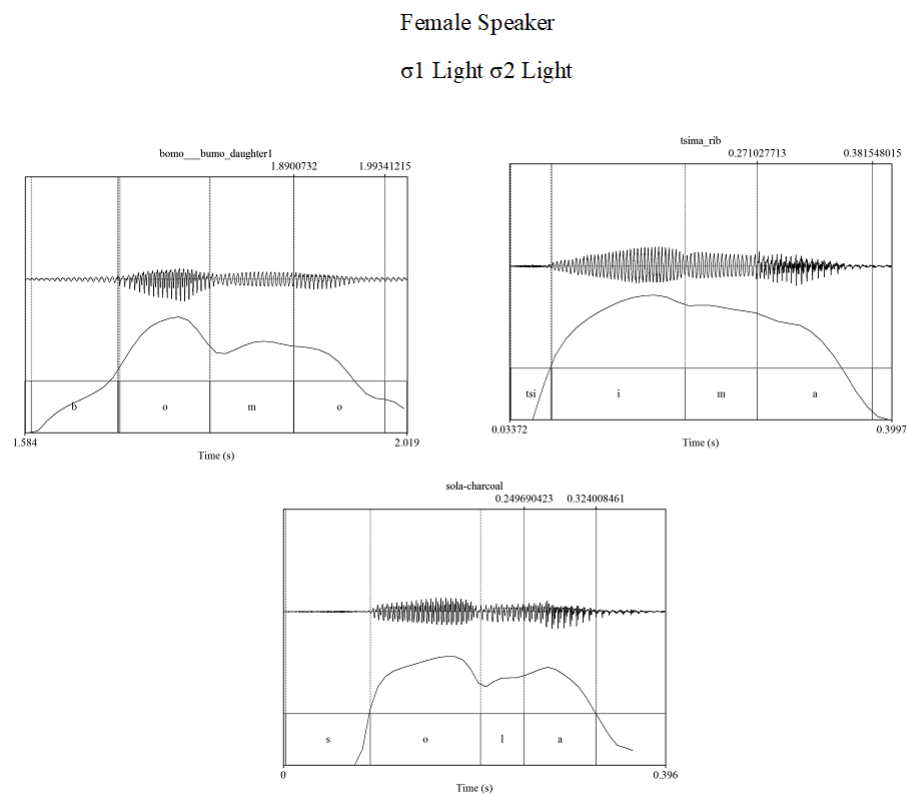 Female Speaker
σ1 Light σ2 Light
bomo___bumo_daughter1
1.8900732 1.99341215
b o m o
1.584 2.019
Time (s)
tsima_rib
0.271027713 0.381548015
tsi i m a
0.03372 0.3997
Time (s)
sola-charcoal
0.249690423 0.324008461
s o l a
0 0.396
Time (s)